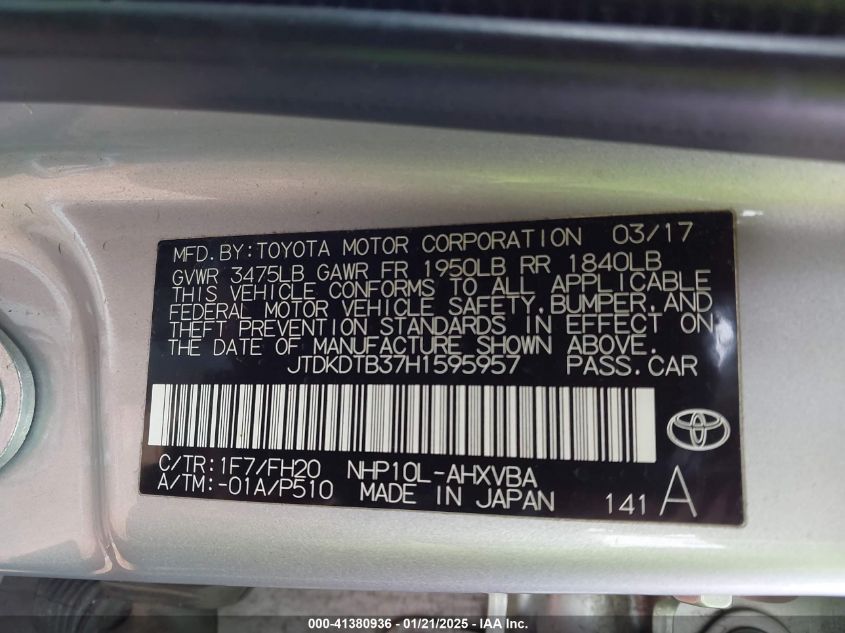 MFD. BY:TOYOTA MOTOR CORPORATION 03/17
GVWR 3475LB GAWR FR 1950LB RR 1840LB
THIS VEHICLE CONFORMS TO ALL APPLICABLE
FEDERAL MOTOR VEHICLE SAFETY, BUMPER, AND
THEFT PREVENTION STANDARDS IN EFFECT ON
THE DATE OF MANUFACTURE SHOWN ABOVE.
JTDKDTB37H1595957 PASS. CAR
C/TR: 1F7/FH20 NHP10L-AHXVBA
A/TM: -01A/P510 MADE IN JAPAN 141 A
000-41380936 - 01/21/2025 - IAA Inc.